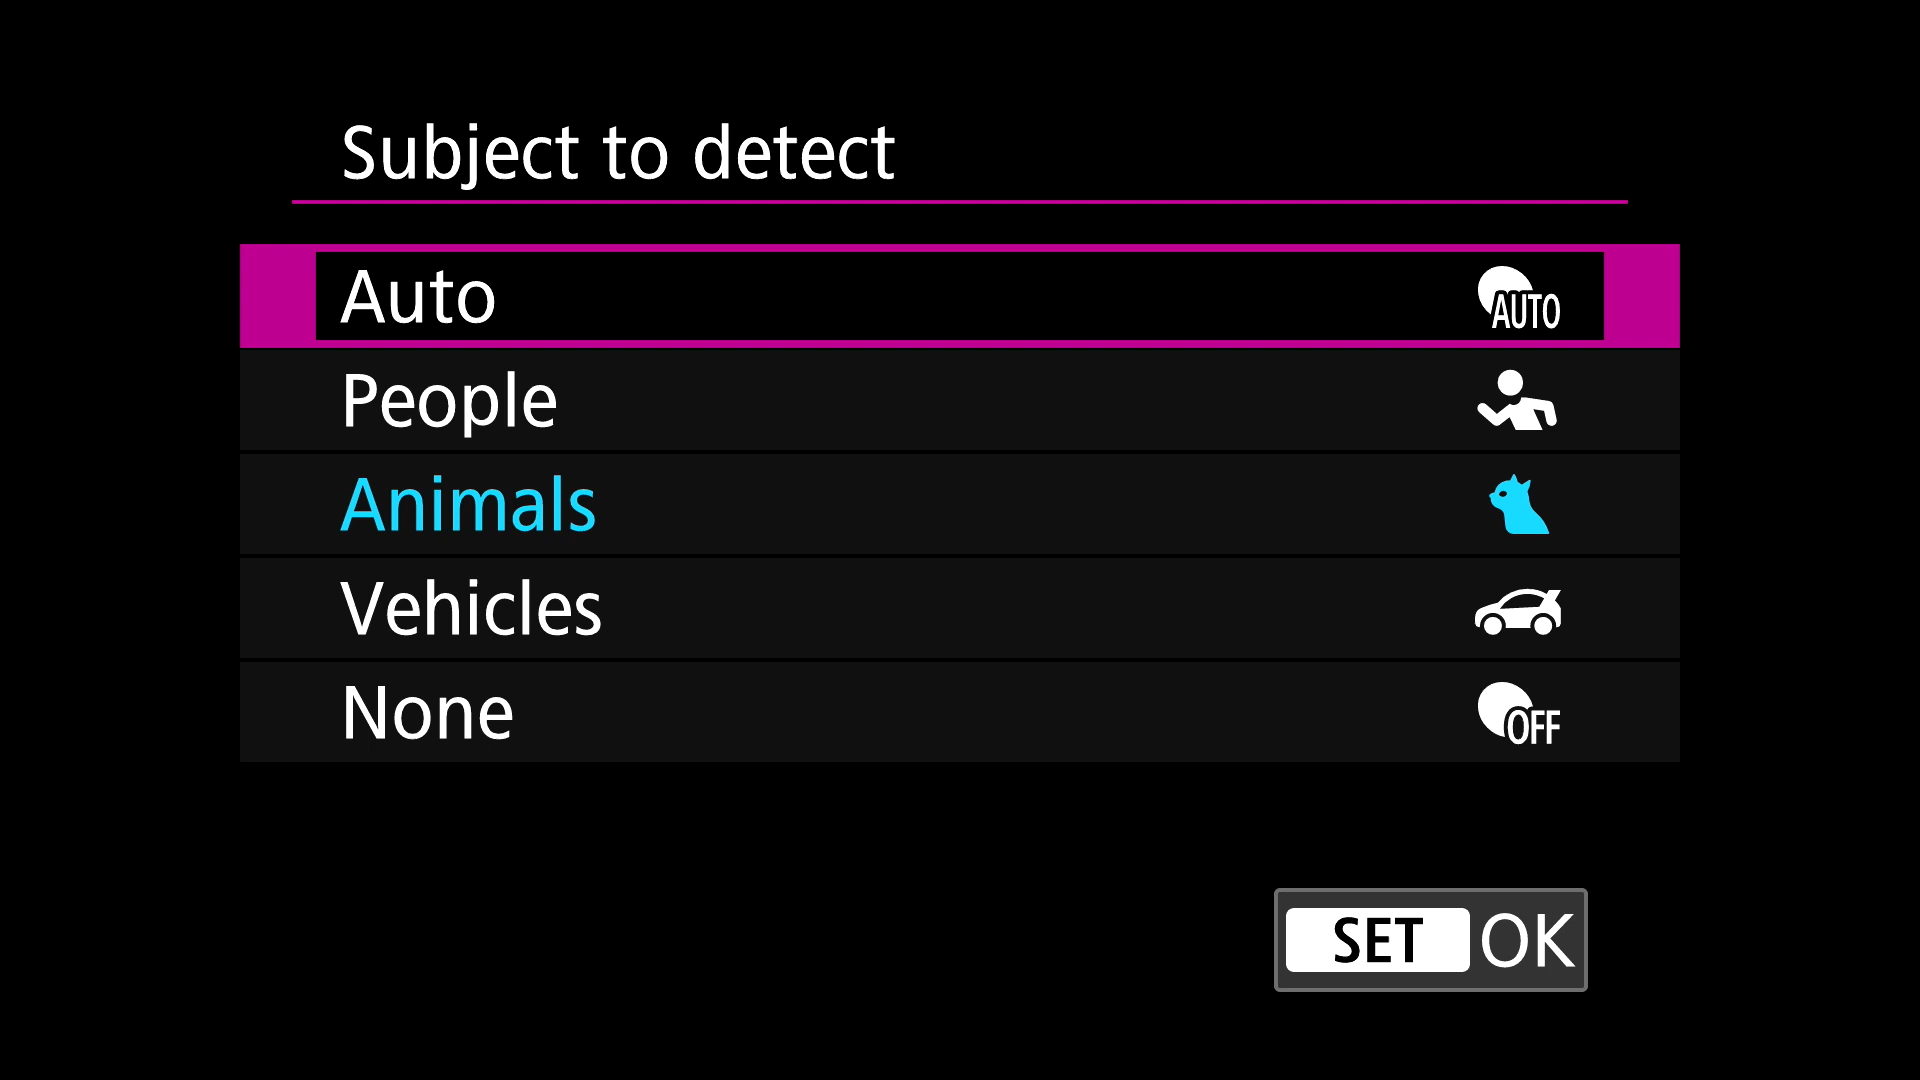 Subject to detect
Auto AUTO
People
Animals
Vehicles
None OFF
SET OK